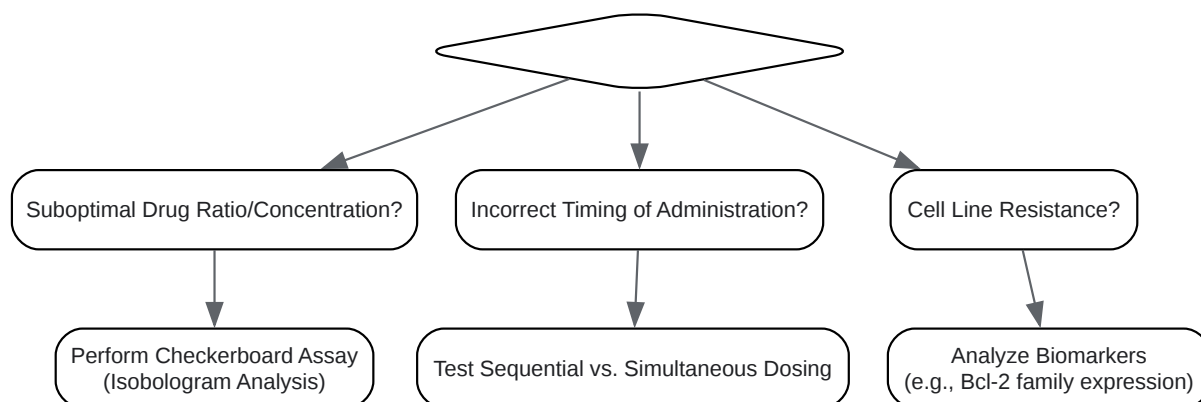 Suboptimal Drug Ratio/Concentration?
Incorrect Timing of Administration?
Cell Line Resistance?
Perform Checkerboard Assay
(Isobologram Analysis)
Test Sequential vs. Simultaneous Dosing
Analyze Biomarkers
(e.g., Bcl-2 family expression)